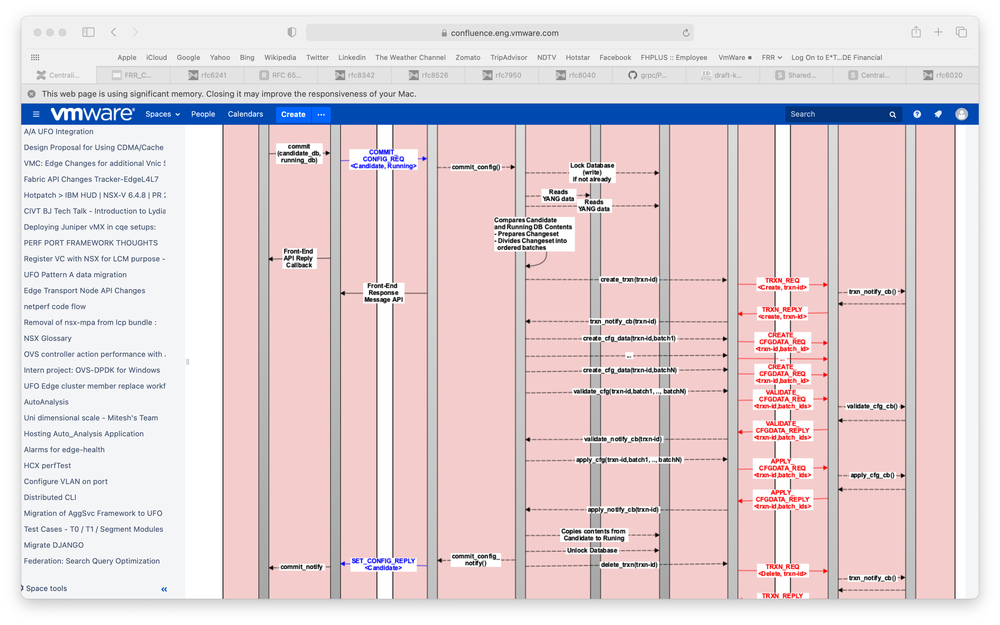 confluence.eng.vmware.com
Apple iCloud Google Yahoo Bing Wikipedia Twitter Linkedin The Weather Channel Zomato TripAdvisor NDTV Hotstar Facebook FHPLUS :: Employee VmWare FRR Log On to E*T...DE Financial
Centrali... FRR_C... rfc6241 RFC 65... rfc8342 rfc8526 rfc7950 rfc8040 grpc/P... draft-k... Shared... Central... rfc6020
This web page is using significant memory. Closing it may improve the responsiveness of your Mac.
vmware Spaces People Calendars Create ... Search
A/A UFO Integration
Design Proposal for Using CDMA/Cache
VMC: Edge Changes for additional Vnic S
Fabric API Changes Tracker-EdgeL4L7
Hotpatch > IBM HUD | NSX-V 6.4.8 | PR 2
CIVT BJ Tech Talk - Introduction to Lydia
Deploying Juniper vMX in cqe setups:
PERF PORT FRAMEWORK THOUGHTS
Register VC with NSX for LCM purpose -
UFO Pattern A data migration
Edge Transport Node API Changes
netperf code flow
Removal of nsx-mpa from lcp bundle :
NSX Glossary
OVS controller action performance with
Intern project: OVS-DPDK for Windows
UFO Edge cluster member replace workf
AutoAnalysis
Uni dimensional scale - Mitesh's Team
Hosting Auto_Analysis Application
Alarms for edge-health
HCX perfTest
Configure VLAN on port
Distributed CLI
Migration of AggSvc Framework to UFO
Test Cases - T0 / T1 / Segment Modules
Migrate DJANGO
Federation: Search Query Optimization
Space tools
commit
(candidate_db,
running_db)
COMMIT_
CONFIG_REQ
<Candidate, Running>
commit_config()
Lock Database
(write)
if not already
Reads
YANG data
Reads
YANG data
Compares Candidate
and Running DB Contents
- Prepares Changeset
- Divides Changeset into
ordered batches
Front-End
API Reply
Callback
create_trxn(trxn-id)
TRXN_REQ
<Create, trxn-id>
Front-End
Response
Message API
trxn_notify_cb()
TRXN_REPLY
<create, trxn-id>
trxn_notify_cb(trxn-id)
create_cfg_data(trxn-id,batch1)
CREATE_
CFGDATA_REQ
<trxn-id,batch_id>
...
...
create_cfg_data(trxn-id,batchN)
CREATE_
CFGDATA_REQ
<trxn-id,batch_id>
validate_cfg(trxn-id,batch1, .., batchN)
VALIDATE_
CFGDATA_REQ
<trxn-id,batch_ids>
validate_cfg_cb()
VALIDATE_
CFGDATA_REPLY
<trxn-id,batch_ids>
validate_notify_cb(trxn-id)
apply_cfg(trxn-id,batch1, .., batchN)
APPLY_
CFGDATA_REQ
<trxn-id,batch_ids>
apply_cfg_cb()
APPLY_
CFGDATA_REPLY
<trxn-id,batch_ids>
apply_notify_cb(trxn-id)
Copies contents from
Candidate to Runing
Unlock Database
commit_config_
notify()
SET_CONFIG_REPLY
<Candidate>
commit_notify
delete_trxn(trxn-id)
TRXN_REQ
<Delete, trxn-id>
trxn_notify_cb()
TRXN_REPLY